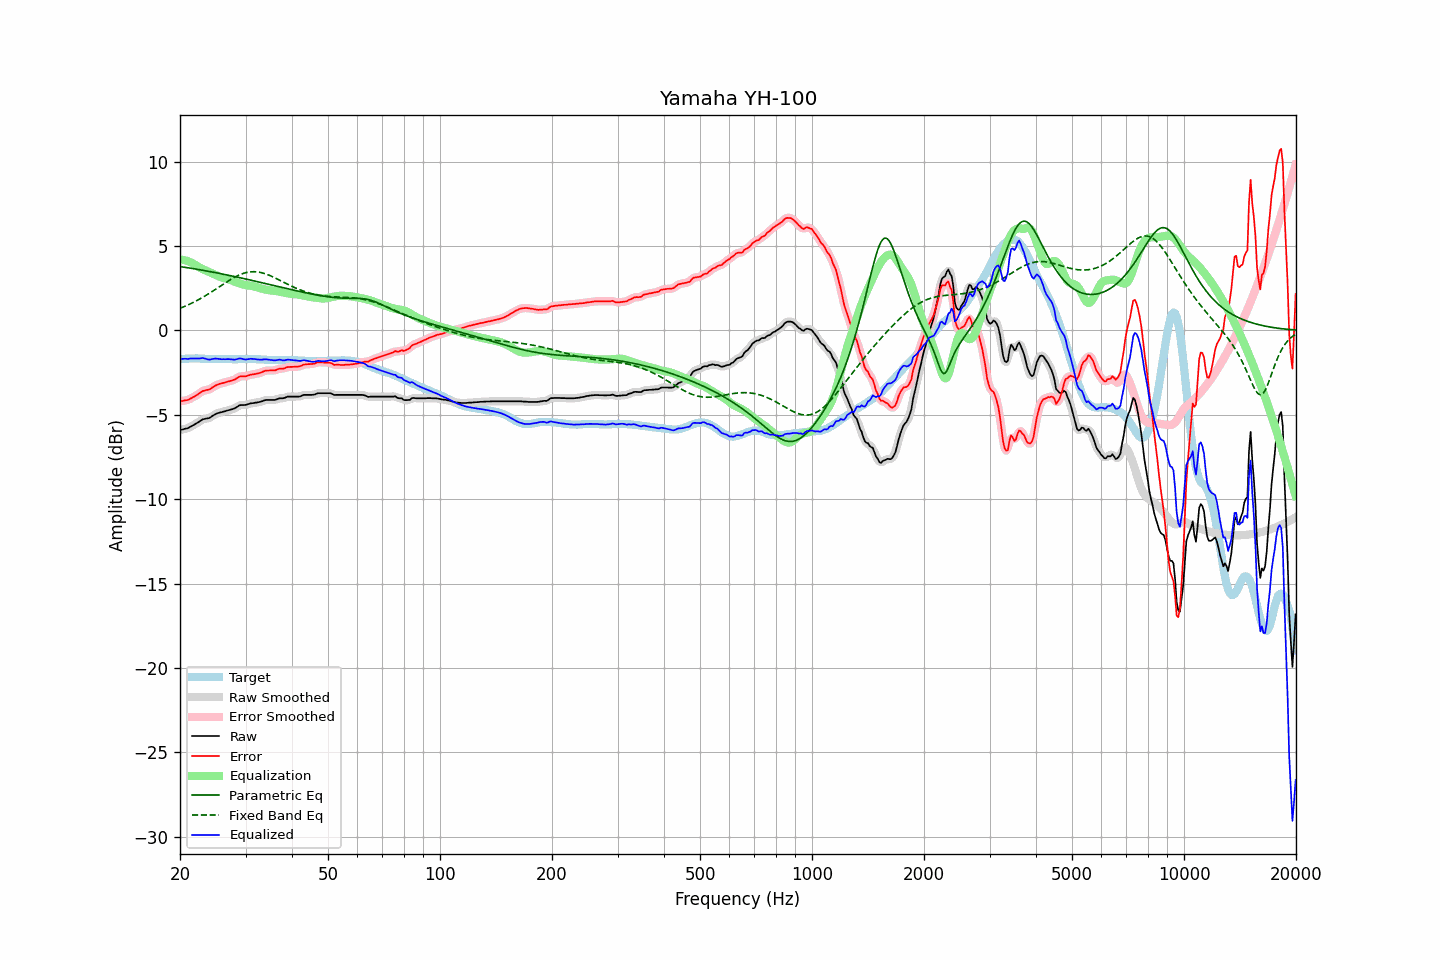 Yamaha YH-100
10
5
0
−5
−10
−15
−20
−25
−30
Amplitude (dBr)
Target
Raw Smoothed
Error Smoothed
Raw
Error
Equalization
Parametric Eq
Fixed Band Eq
Equalized
20 50 100 200 500 1000 2000 5000 10000 20000
Frequency (Hz)